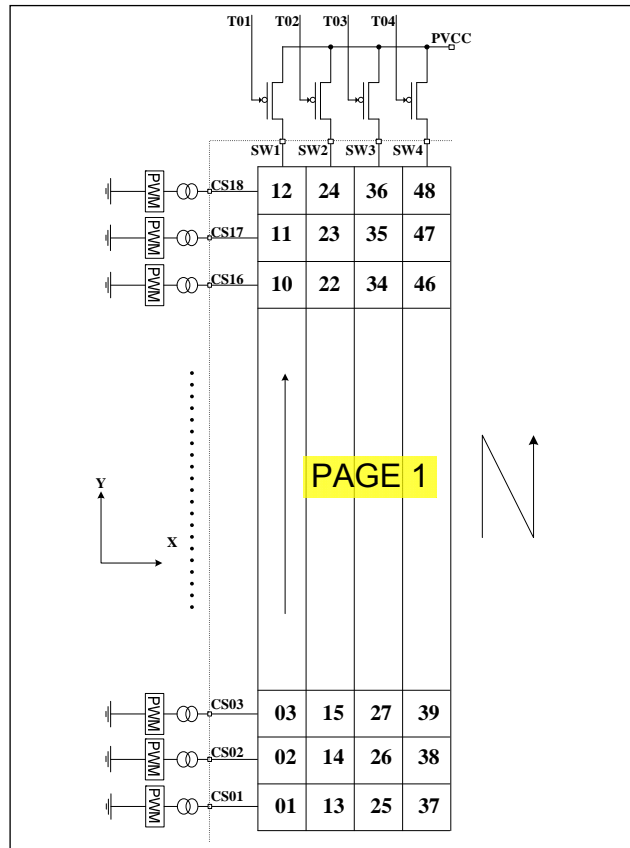 T01 T02 T03 T04
PVCC
SW1 SW2 SW3 SW4
PWM CS18 12 24 36 48
PWM CS17 11 23 35 47
PWM CS16 10 22 34 46
PAGE 1
Y
X
PWM CS03 03 15 27 39
PWM CS02 02 14 26 38
PWM CS01 01 13 25 37